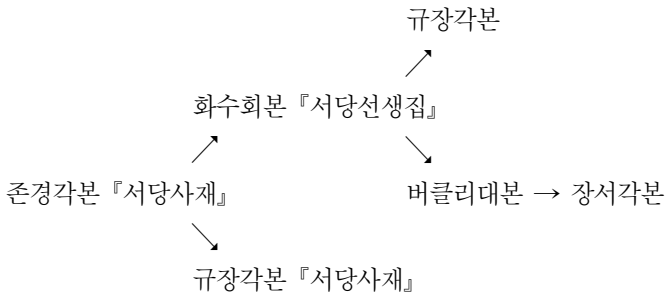 규장각본
화수회본 『서당선생집』
존경각본 『서당사재』
버클리대본 → 장서각본
규장각본 『서당사재』